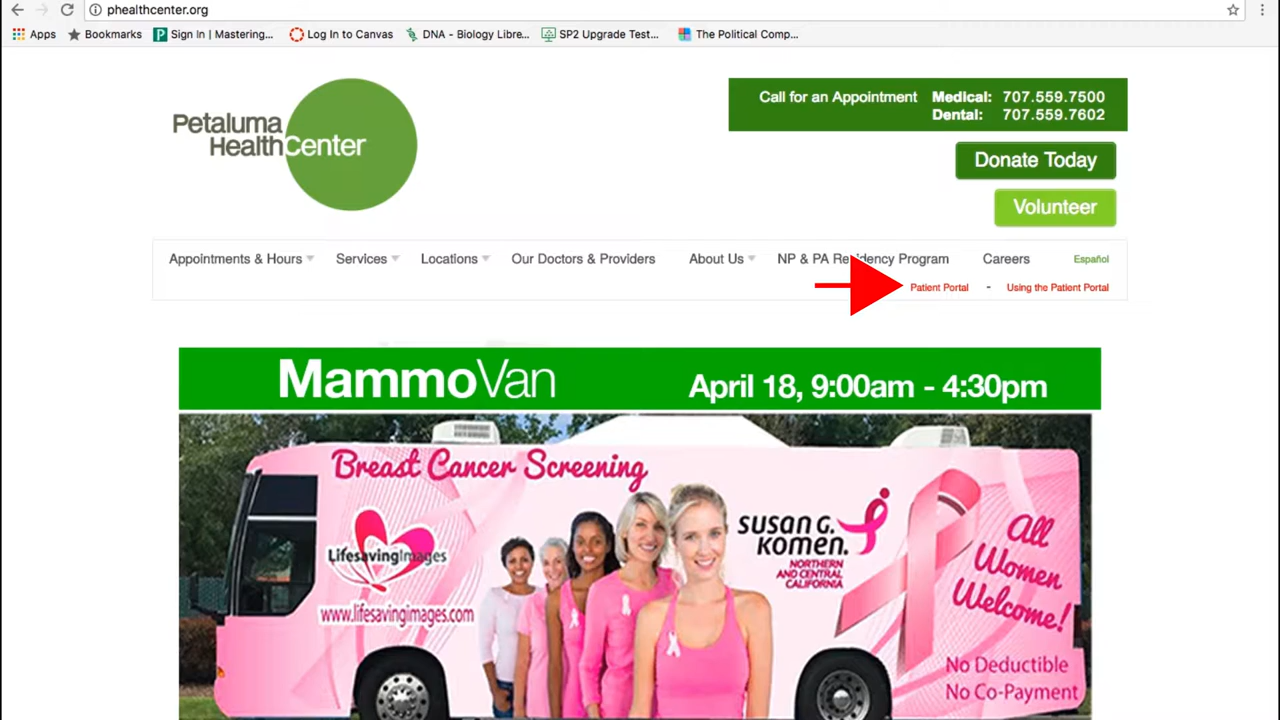 phealthcenter.org
Apps Bookmarks Sign In | Mastering... Log In to Canvas DNA - Biology Libre... SP2 Upgrade Test... The Political Comp...
Petaluma
HealthCenter
Call for an Appointment Medical: 707.559.7500
Dental: 707.559.7602
Donate Today
Volunteer
Appointments & Hours Services Locations Our Doctors & Providers About Us NP & PA Residency Program Careers Español
Patient Portal - Using the Patient Portal
MammoVan April 18, 9:00am - 4:30pm
Breast Cancer Screening
LifesavingImages
www.lifesavingimages.com
SUSAN G.
KOMEN.
NORTHERN
AND CENTRAL
CALIFORNIA
All
Women
Welcome!
No Deductible
No Co-Payment